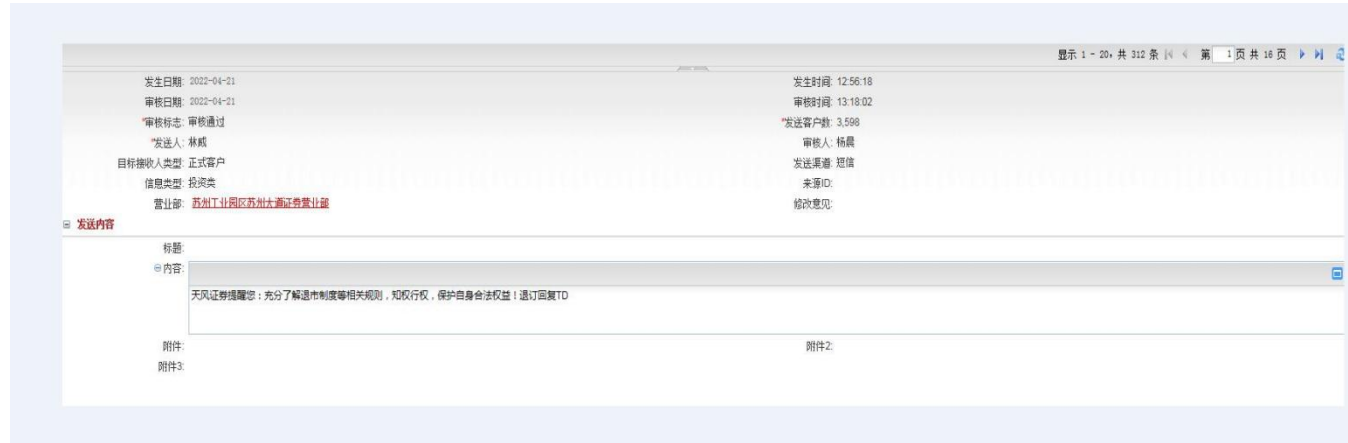 显示 1 - 20，共 312 条 第 1 页 共 16 页
发生日期: 2022-04-21 发生时间: 12:56:18
审核日期: 2022-04-21 审核时间: 13:18:02
*审核标志: 审核通过 *发送客户数: 3,598
*发送人: 林威 审核人: 杨晨
目标接收人类型: 正式客户 发送渠道: 短信
信息类型: 投资类 来源ID:
营业部: 苏州工业园区苏州大道证券营业部 修改意见:
发送内容
标题:
内容:
天风证券提醒您：充分了解退市制度等相关规则，知权行权，保护自身合法权益！退订回复TD
附件: 附件2:
附件3: